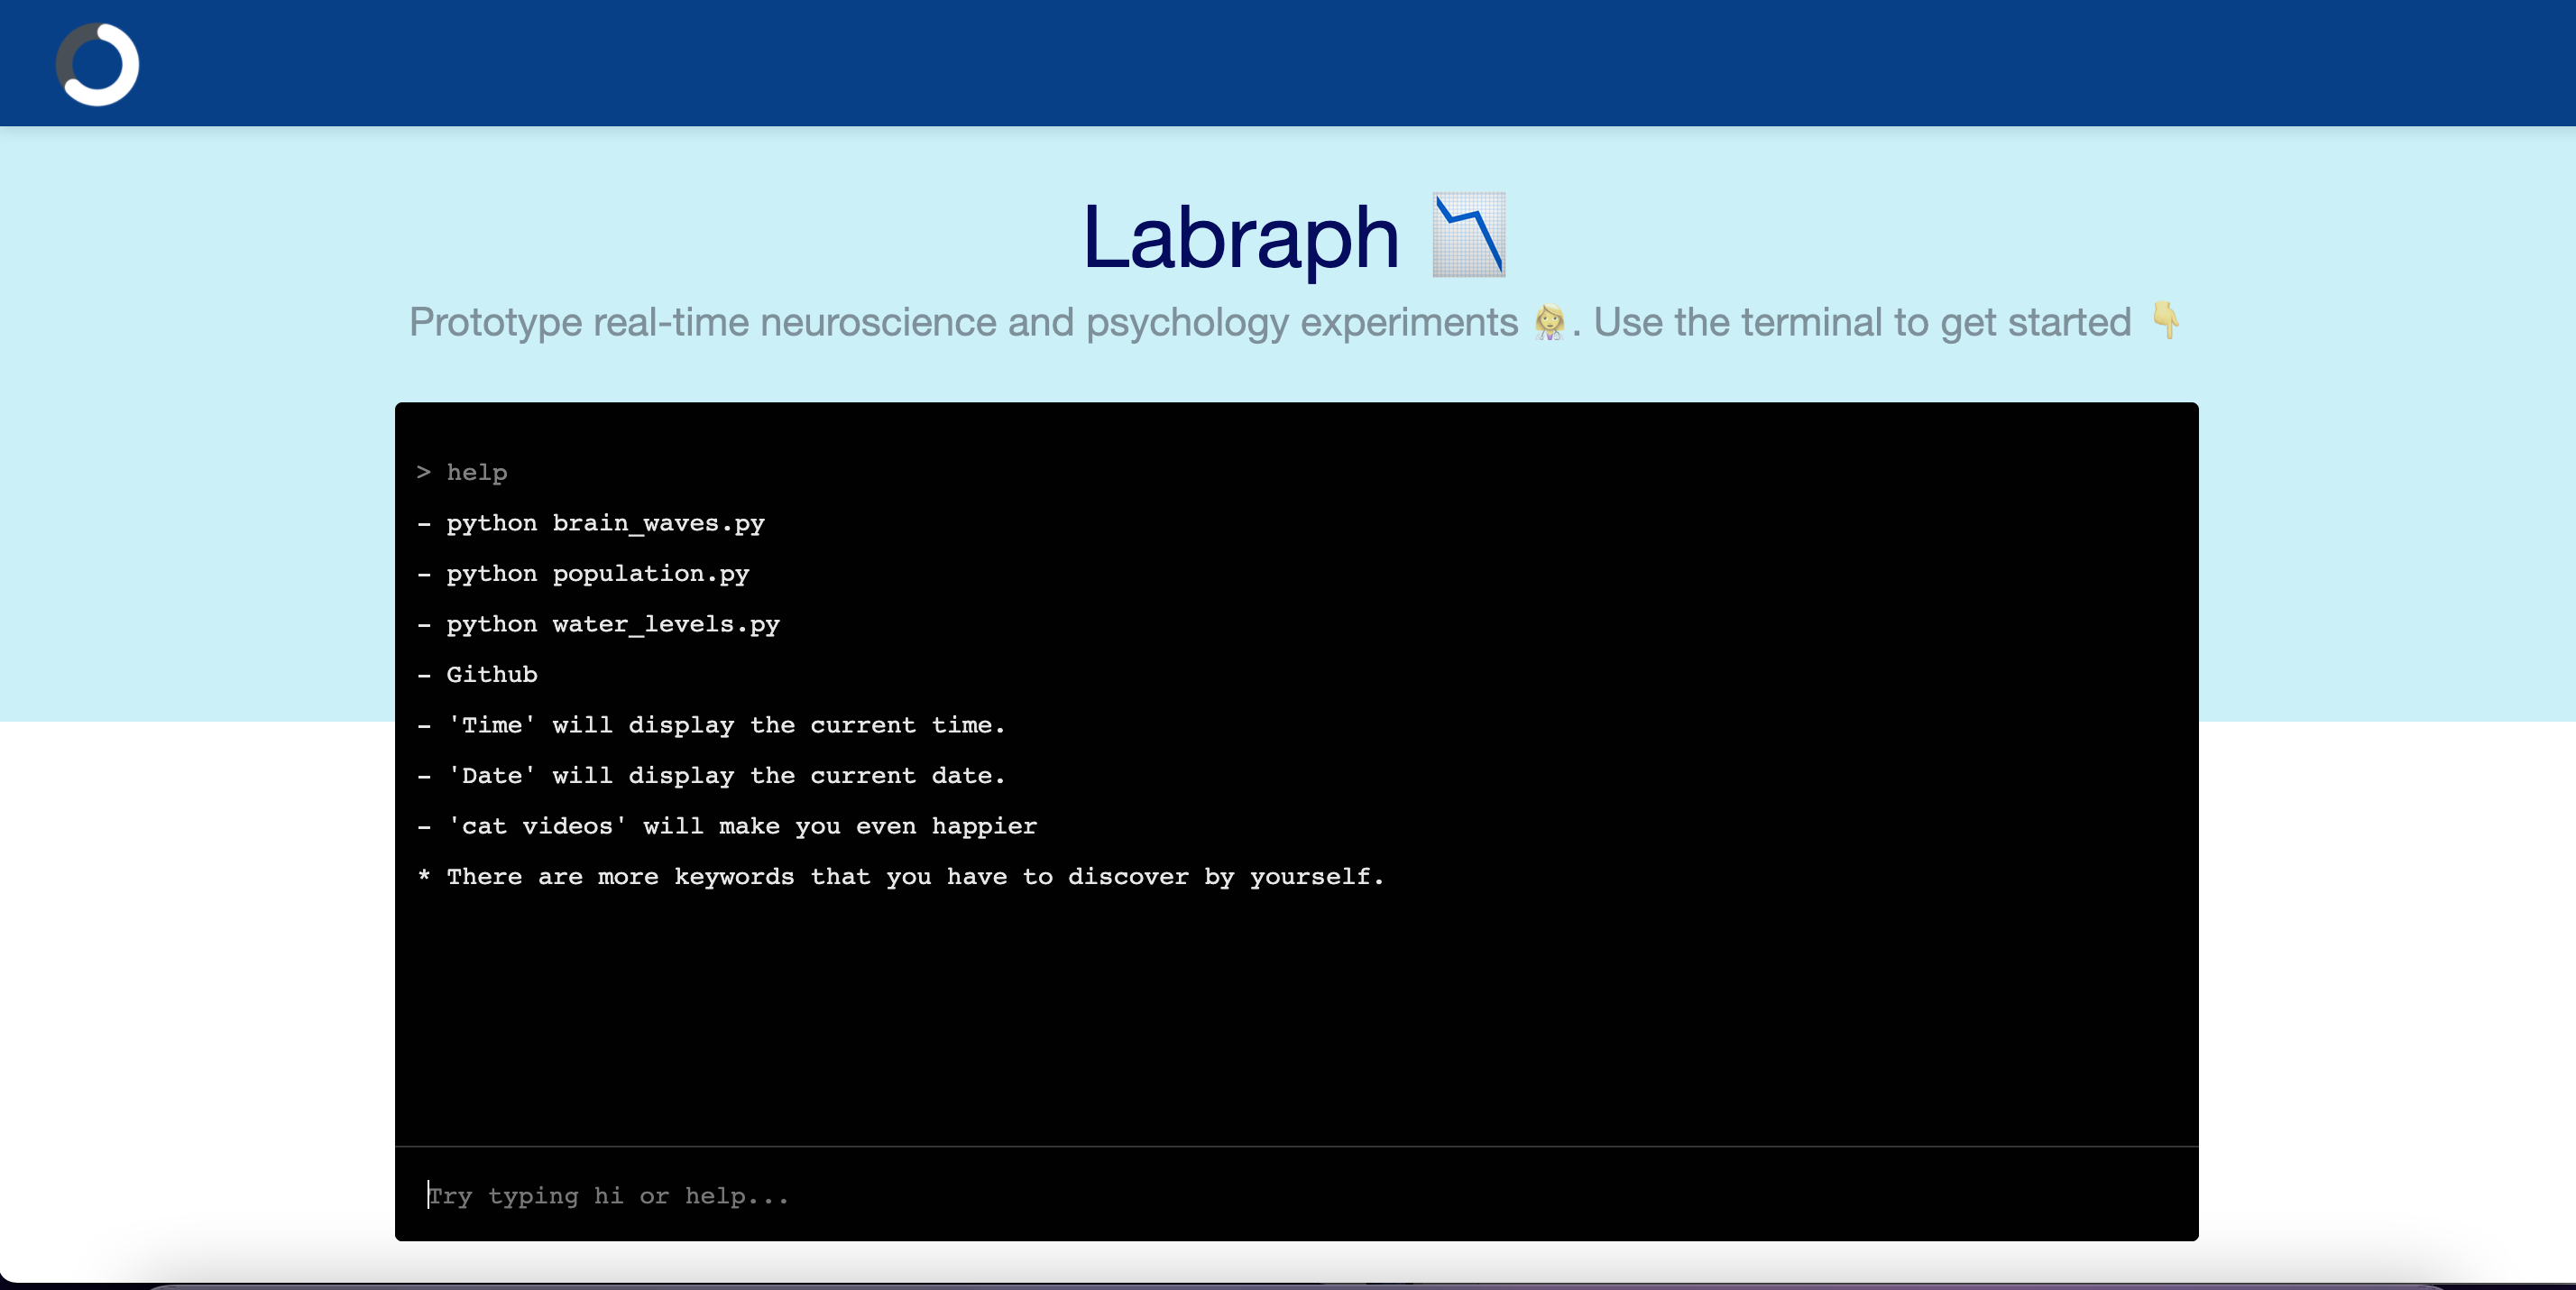 Labraph 📉
Prototype real-time neuroscience and psychology experiments 👩‍⚕️. Use the terminal to get started 👇
> help
- python brain_waves.py
- python population.py
- python water_levels.py
- Github
- 'Time' will display the current time.
- 'Date' will display the current date.
- 'cat videos' will make you even happier
* There are more keywords that you have to discover by yourself.
Try typing hi or help...